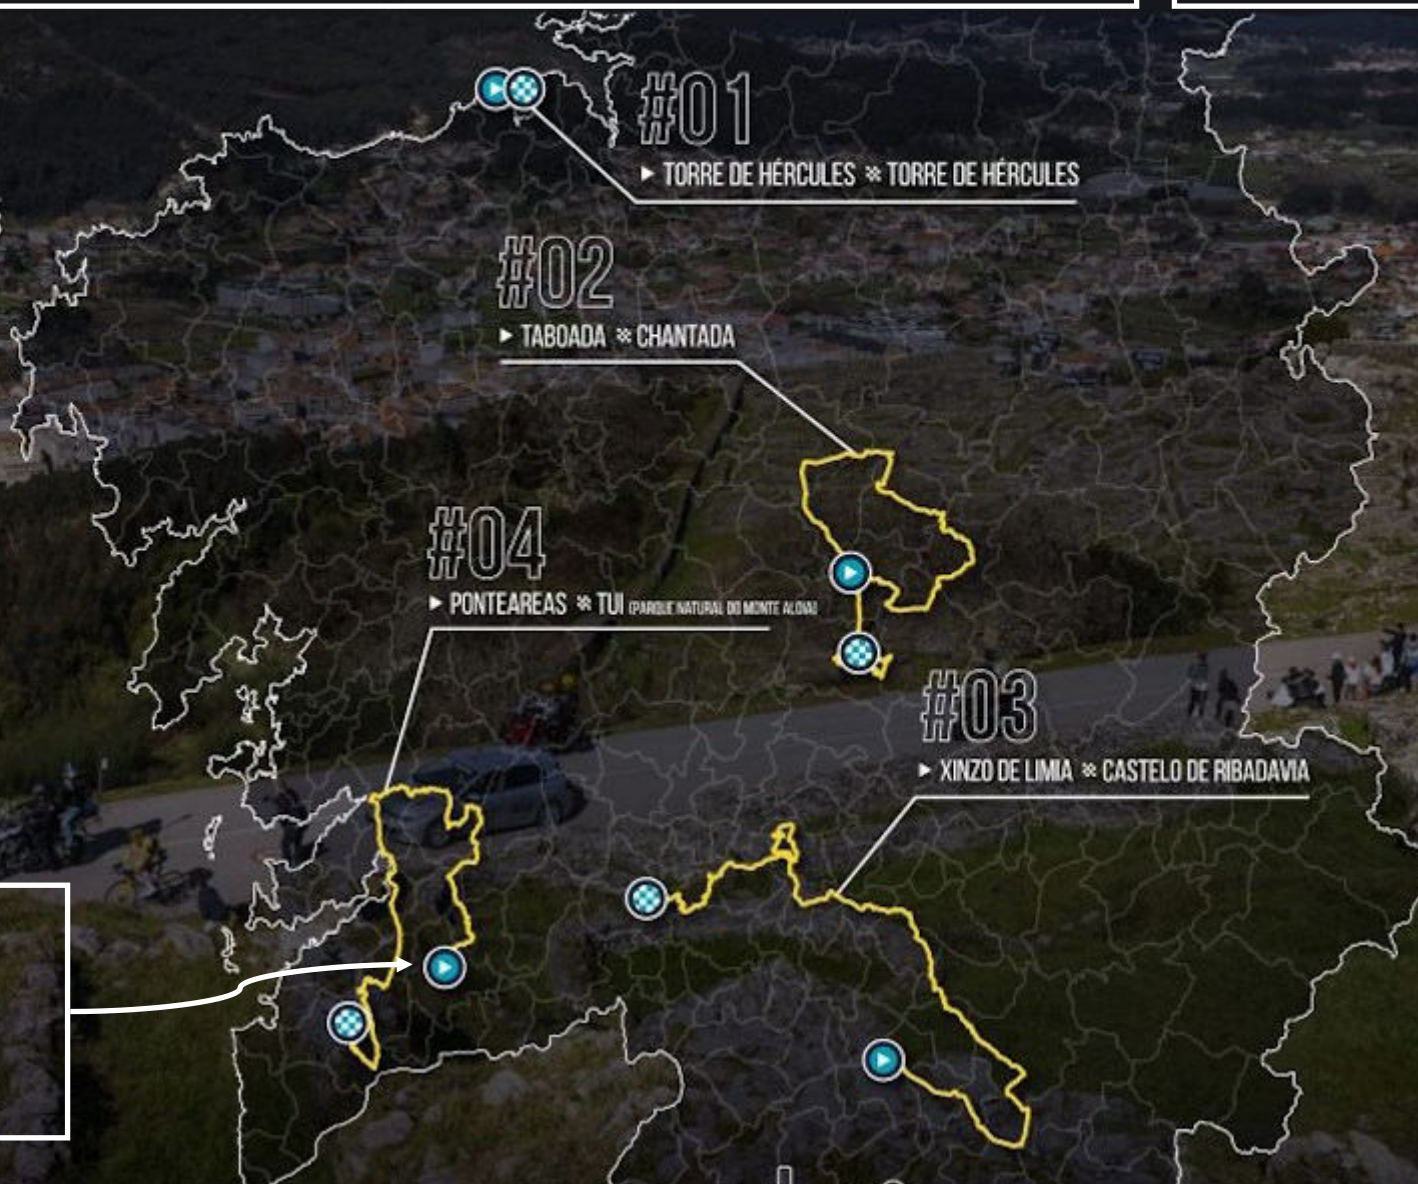 #01
TORRE DE HÉRCULES TORRE DE HÉRCULES
#02
TABOADA CHANTADA
#04
PONTEAREAS TUI (PARQUE NATURAL DO MONTE ALOIA)
#03
XINZO DE LIMIA CASTELO DE RIBADAVIA